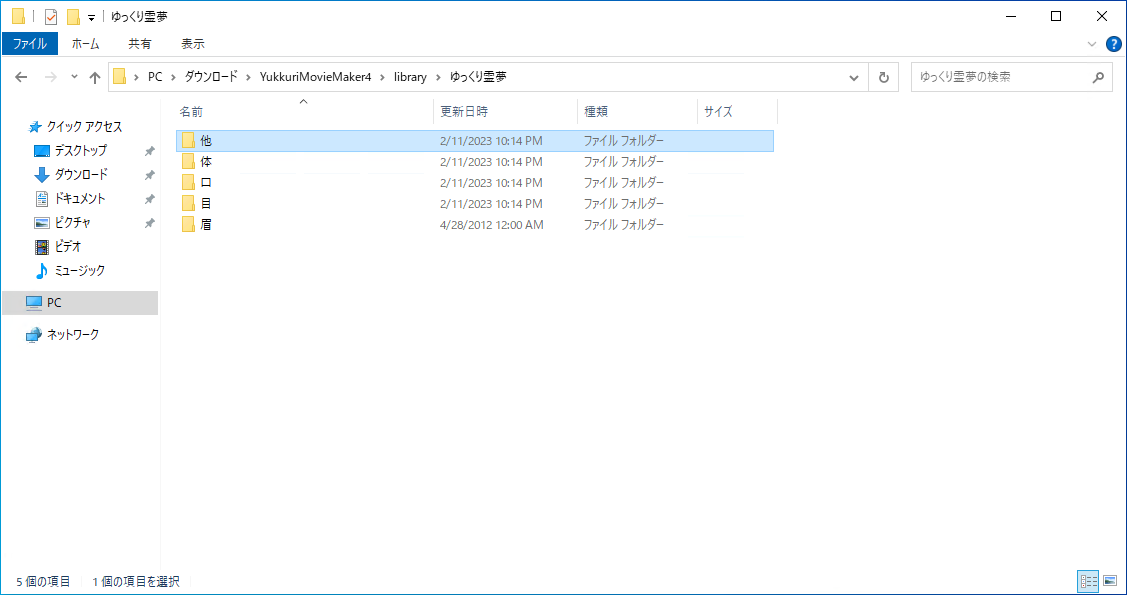 ゆっくり霊夢
ファイル ホーム 共有 表示
PC ダウンロード YukkuriMovieMaker4 library ゆっくり霊夢 ゆっくり霊夢の検索
名前 更新日時 種類 サイズ
クイック アクセス
デスクトップ
ダウンロード
ドキュメント
ピクチャ
ビデオ
ミュージック
PC
ネットワーク
他 2/11/2023 10:14 PM ファイル フォルダー
体 2/11/2023 10:14 PM ファイル フォルダー
口 2/11/2023 10:14 PM ファイル フォルダー
目 2/11/2023 10:14 PM ファイル フォルダー
眉 4/28/2012 12:00 AM ファイル フォルダー
5 個の項目 1 個の項目を選択